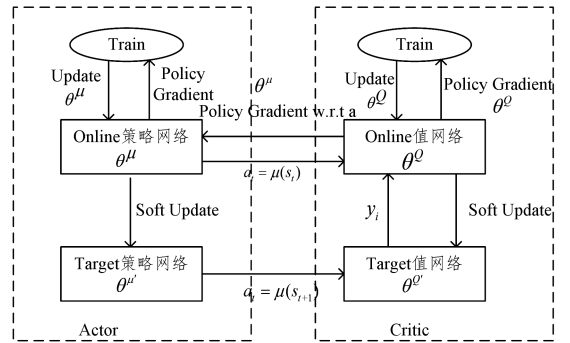 Train
Update
θ^μ
Policy
Gradient
Online策略网络
θ^μ
Soft Update
Target策略网络
θ^μ'
Actor
θ^μ
Policy Gradient w.r.t a
a_t = μ(s_t)
a_t = μ(s_{t+1})
Train
Update
θ^Q
Policy Gradient
θ^Q
Online值网络
θ^Q
y_i
Soft Update
Target值网络
θ^Q'
Critic